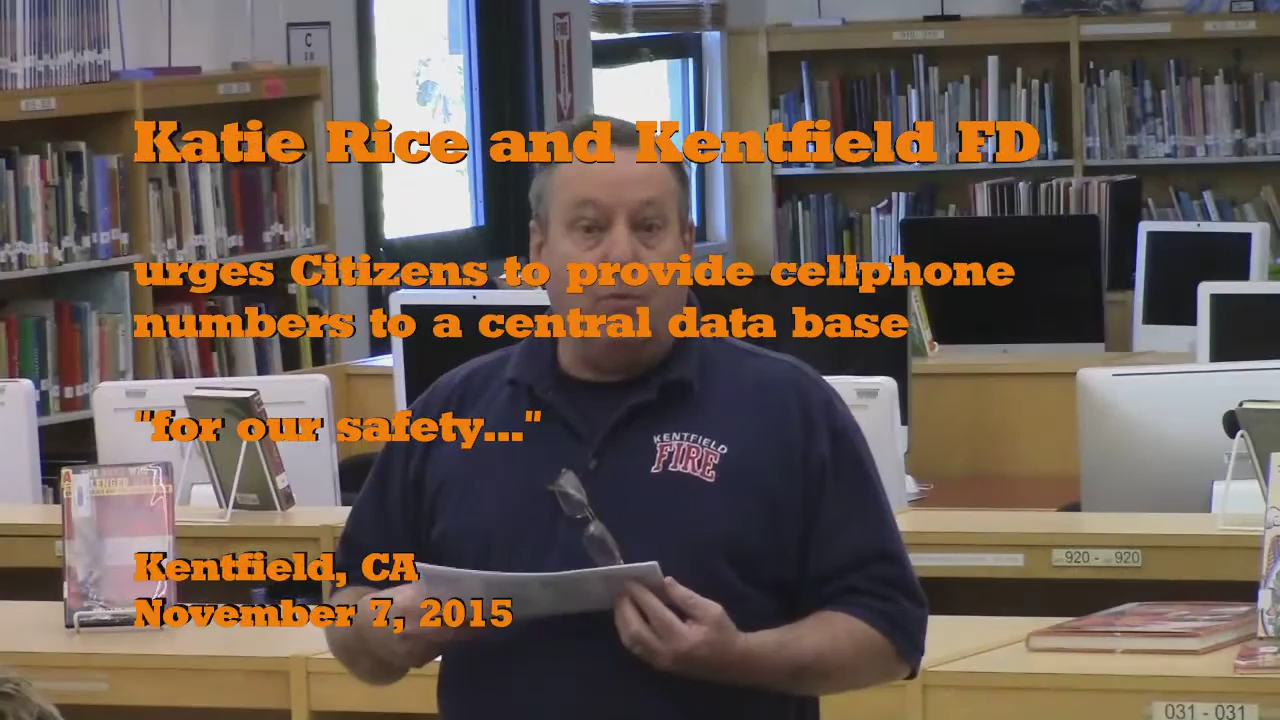 C
FIRE
Katie Rice and Kentfield FD
urges Citizens to provide cellphone
numbers to a central data base
"for our safety..."
KENTFIELD
FIRE
920 - 920
Kentfield, CA
November 7, 2015
031 - 031